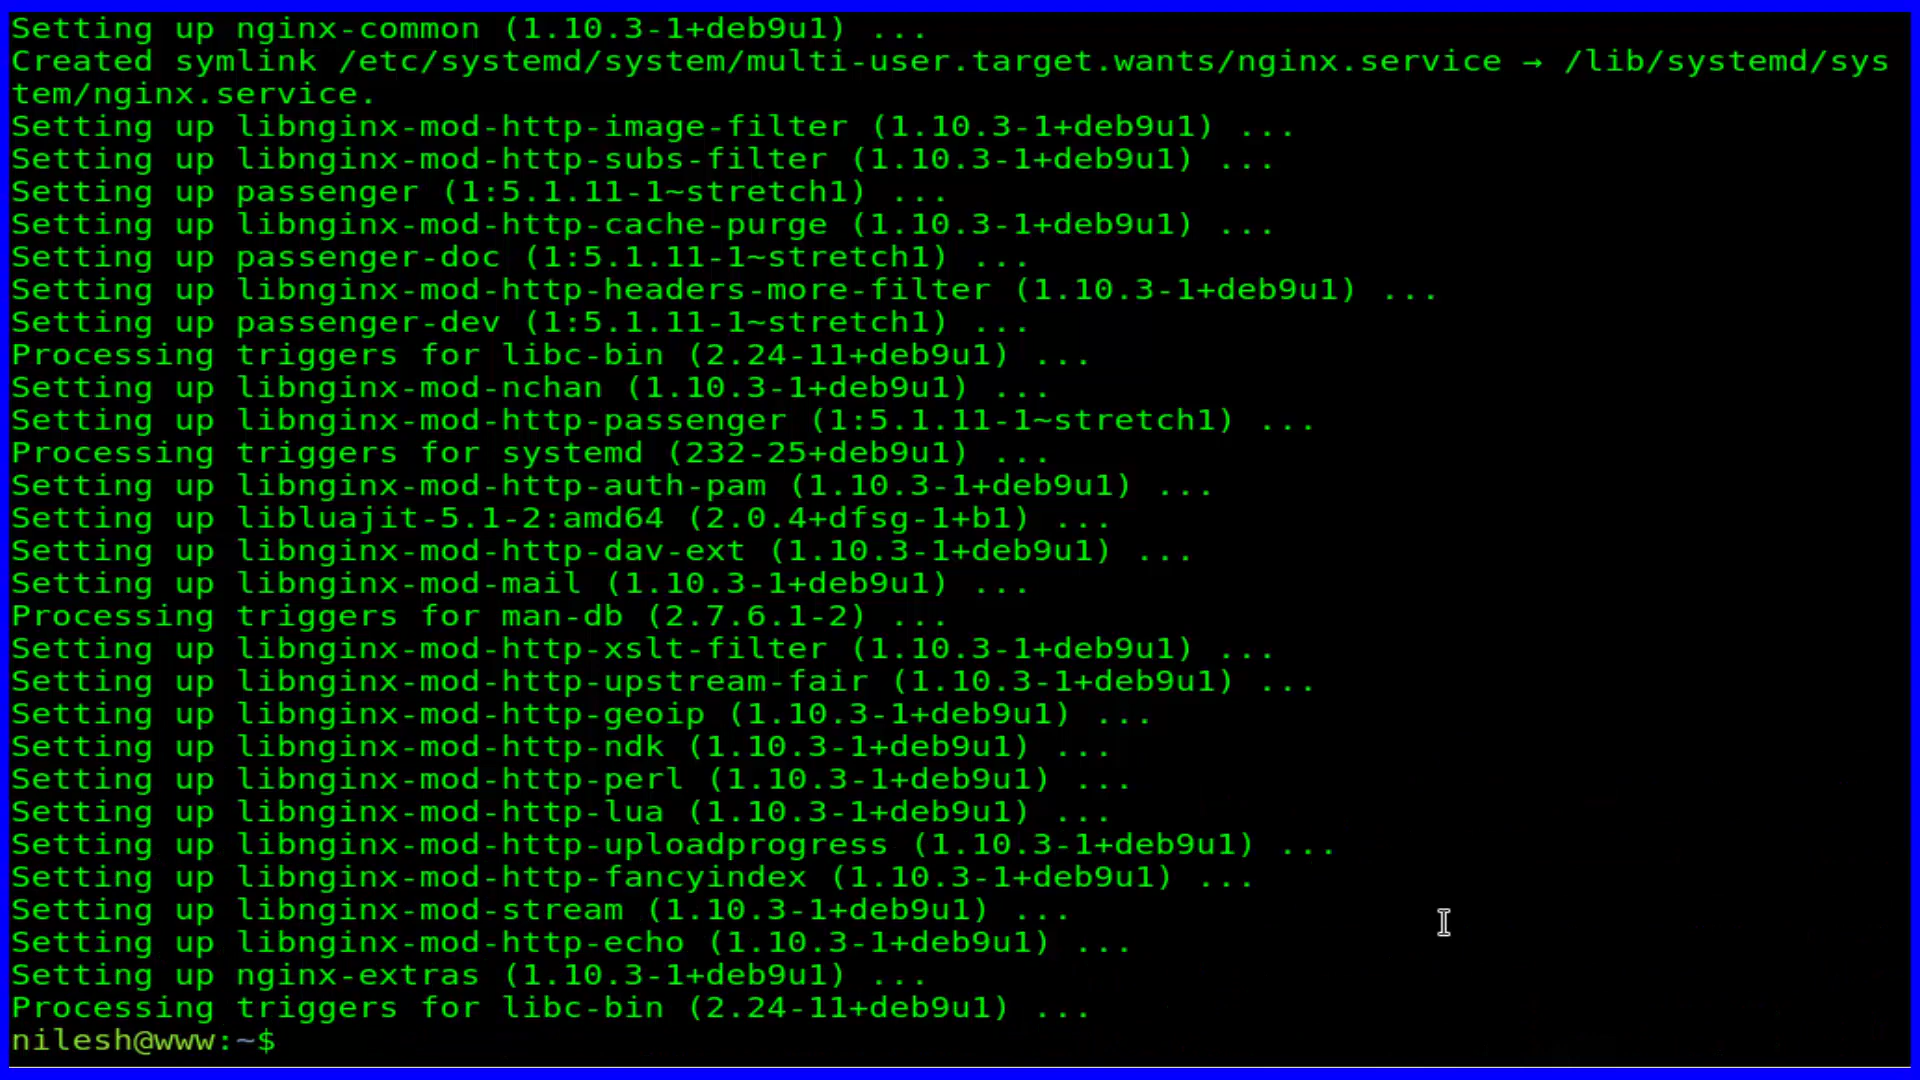 Setting up nginx-common (1.10.3-1+deb9u1) ...
Created symlink /etc/systemd/system/multi-user.target.wants/nginx.service → /lib/systemd/sys
tem/nginx.service.
Setting up libnginx-mod-http-image-filter (1.10.3-1+deb9u1) ...
Setting up libnginx-mod-http-subs-filter (1.10.3-1+deb9u1) ...
Setting up passenger (1:5.1.11-1~stretch1) ...
Setting up libnginx-mod-http-cache-purge (1.10.3-1+deb9u1) ...
Setting up passenger-doc (1:5.1.11-1~stretch1) ...
Setting up libnginx-mod-http-headers-more-filter (1.10.3-1+deb9u1) ...
Setting up passenger-dev (1:5.1.11-1~stretch1) ...
Processing triggers for libc-bin (2.24-11+deb9u1) ...
Setting up libnginx-mod-nchan (1.10.3-1+deb9u1) ...
Setting up libnginx-mod-http-passenger (1:5.1.11-1~stretch1) ...
Processing triggers for systemd (232-25+deb9u1) ...
Setting up libnginx-mod-http-auth-pam (1.10.3-1+deb9u1) ...
Setting up libluajit-5.1-2:amd64 (2.0.4+dfsg-1+b1) ...
Setting up libnginx-mod-http-dav-ext (1.10.3-1+deb9u1) ...
Setting up libnginx-mod-mail (1.10.3-1+deb9u1) ...
Processing triggers for man-db (2.7.6.1-2) ...
Setting up libnginx-mod-http-xslt-filter (1.10.3-1+deb9u1) ...
Setting up libnginx-mod-http-upstream-fair (1.10.3-1+deb9u1) ...
Setting up libnginx-mod-http-geoip (1.10.3-1+deb9u1) ...
Setting up libnginx-mod-http-ndk (1.10.3-1+deb9u1) ...
Setting up libnginx-mod-http-perl (1.10.3-1+deb9u1) ...
Setting up libnginx-mod-http-lua (1.10.3-1+deb9u1) ...
Setting up libnginx-mod-http-uploadprogress (1.10.3-1+deb9u1) ...
Setting up libnginx-mod-http-fancyindex (1.10.3-1+deb9u1) ...
Setting up libnginx-mod-stream (1.10.3-1+deb9u1) ...
Setting up libnginx-mod-http-echo (1.10.3-1+deb9u1) ...
Setting up nginx-extras (1.10.3-1+deb9u1) ...
Processing triggers for libc-bin (2.24-11+deb9u1) ...
nilesh@www:~$